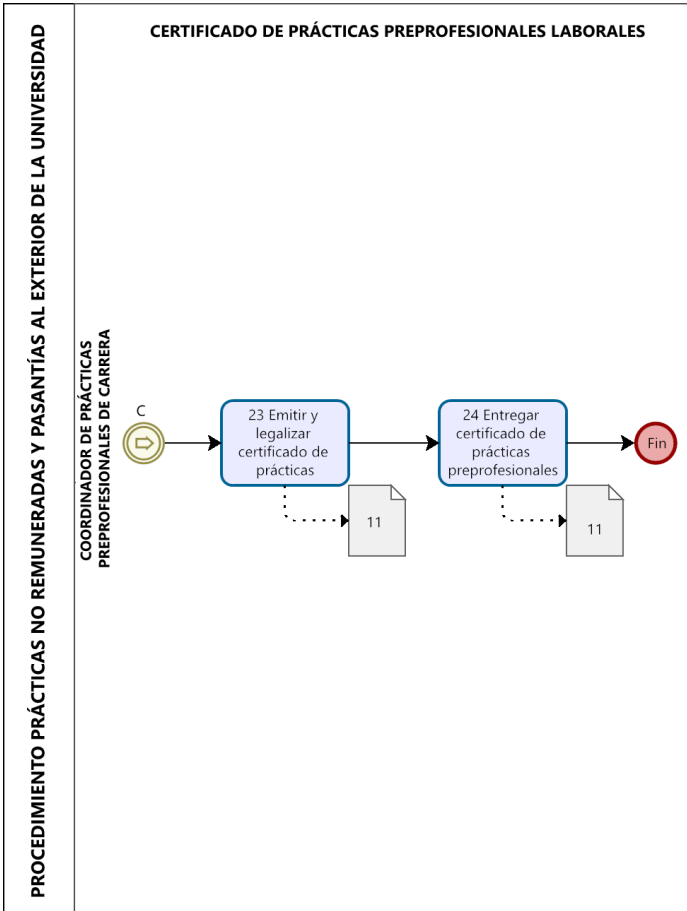 PROCEDIMIENTO PRÁCTICAS NO REMUNERADAS Y PASANTÍAS AL EXTERIOR DE LA UNIVERSIDAD
CERTIFICADO DE PRÁCTICAS PREPROFESIONALES LABORALES
COORDINADOR DE PRÁCTICAS
PREPROFESIONALES DE CARRERA
C
23 Emitir y
legalizar
certificado de
prácticas
11
24 Entregar
certificado de
prácticas
preprofesionales
11
Fin